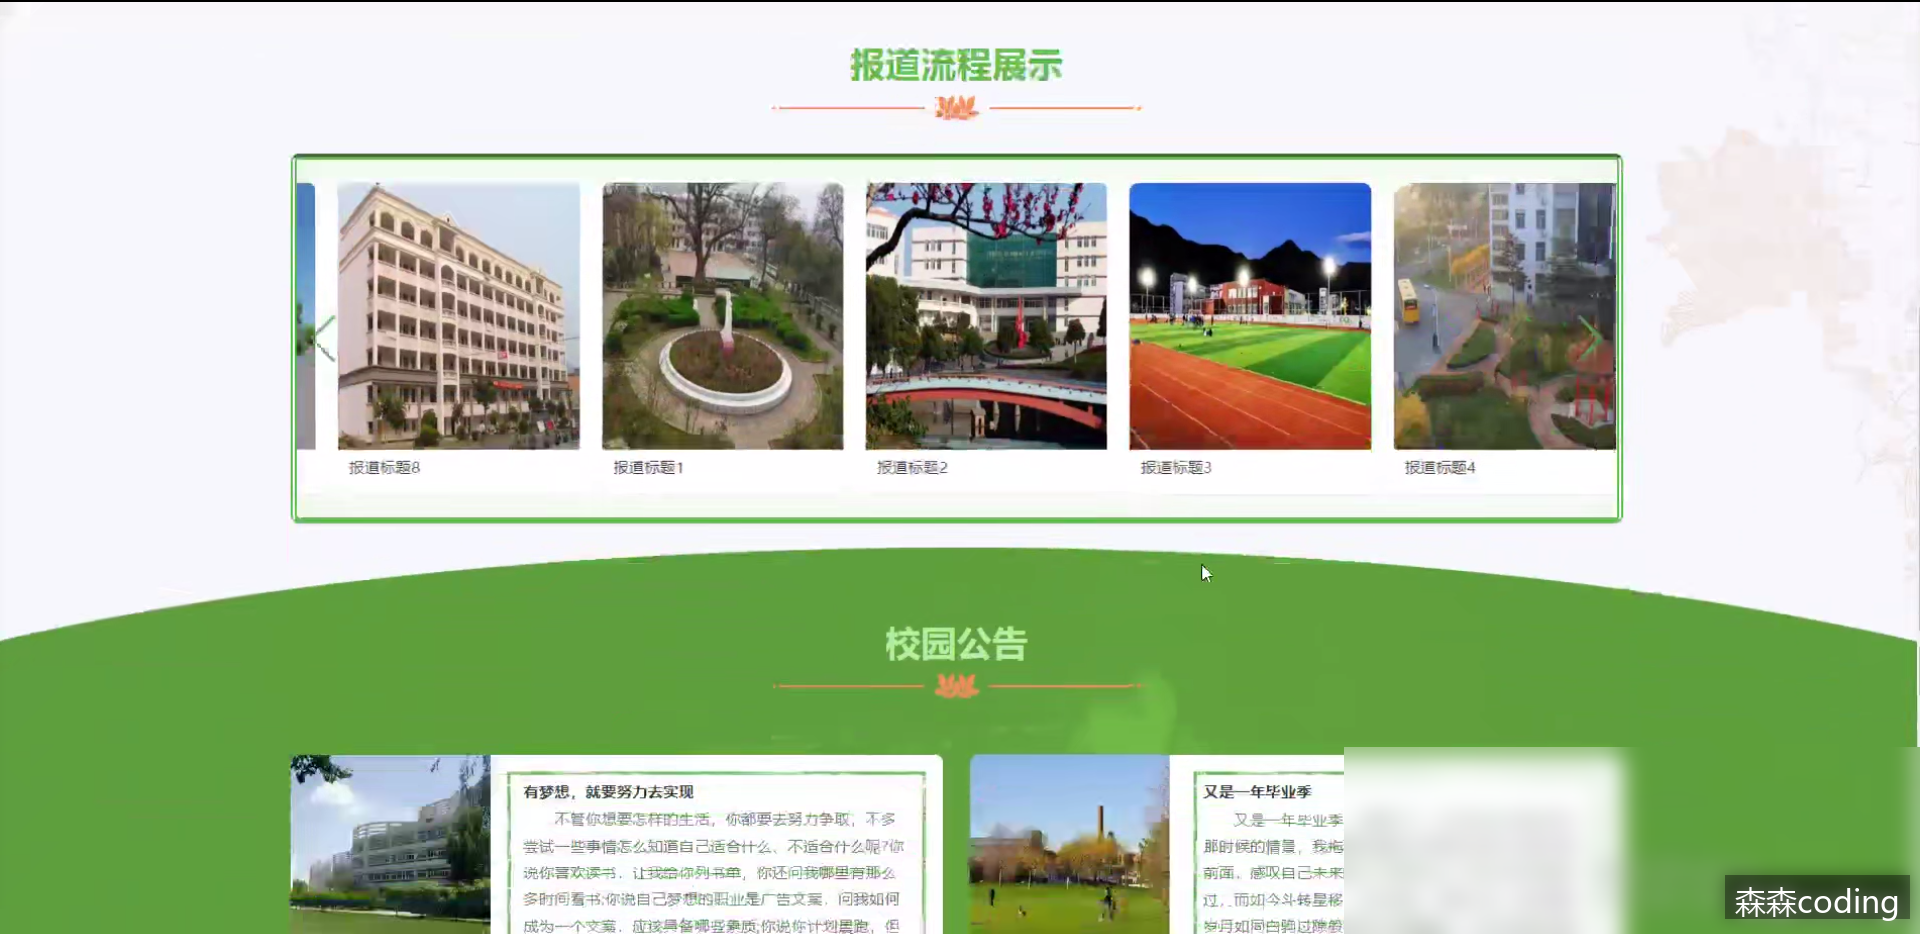 报道流程展示
报道标题8
报道标题1
报道标题2
报道标题3
报道标题4
校园公告
有梦想，就要努力去实现
不管你想要怎样的生活，你都要去努力争取，不多
尝试一些事情怎么知道自己适合什么、不适合什么呢?你
说你喜欢读书，让我给你列书单，你还问我哪里有那么
多时间看书;你说自己梦想的职业是广告文案，问我如何
成为一个文案，应该具备哪些素质;你说你计划晨跑，但
又是一年毕业季
又是一年毕业季
那时候的情景，我拖
前面，感叹自己未来
过，而如今斗转星移
岁月如同白驹过隙般
森森coding